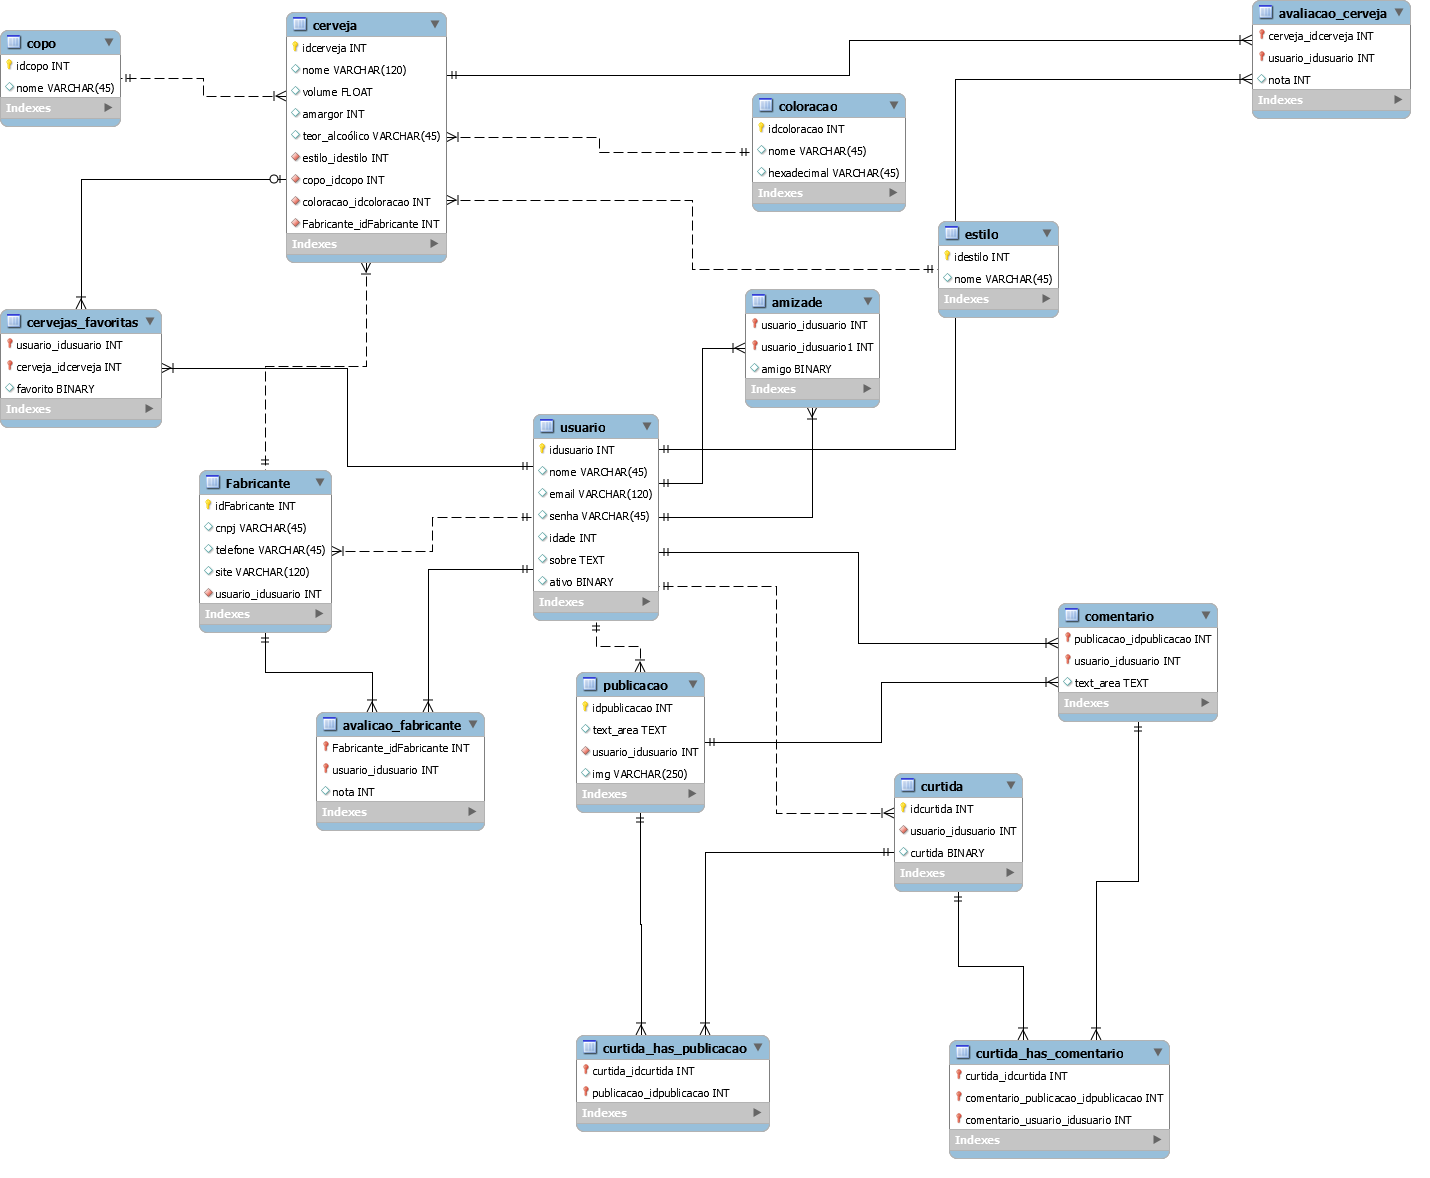 copo
idcopo INT
nome VARCHAR(45)
Indexes
cerveja
idcerveja INT
nome VARCHAR(120)
volume FLOAT
amargor INT
teor_alcoólico VARCHAR(45)
estilo_idestilo INT
copo_idcopo INT
coloracao_idcoloracao INT
Fabricante_idFabricante INT
Indexes
avaliacao_cerveja
cerveja_idcerveja INT
usuario_idusuario INT
nota INT
Indexes
coloracao
idcoloracao INT
nome VARCHAR(45)
hexadecimal VARCHAR(45)
Indexes
estilo
idestilo INT
nome VARCHAR(45)
Indexes
amizade
usuario_idusuario INT
usuario_idusuario1 INT
amigo BINARY
Indexes
cervejas_favoritas
usuario_idusuario INT
cerveja_idcerveja INT
favorito BINARY
Indexes
usuario
idusuario INT
nome VARCHAR(45)
email VARCHAR(120)
senha VARCHAR(45)
idade INT
sobre TEXT
ativo BINARY
Indexes
Fabricante
idFabricante INT
cnpj VARCHAR(45)
telefone VARCHAR(45)
site VARCHAR(120)
usuario_idusuario INT
Indexes
comentario
publicacao_idpublicacao INT
usuario_idusuario INT
text_area TEXT
Indexes
publicacao
idpublicacao INT
text_area TEXT
usuario_idusuario INT
img VARCHAR(250)
Indexes
avalicao_fabricante
Fabricante_idFabricante INT
usuario_idusuario INT
nota INT
Indexes
curtida
idcurtida INT
usuario_idusuario INT
curtida BINARY
Indexes
curtida_has_publicacao
curtida_idcurtida INT
publicacao_idpublicacao INT
Indexes
curtida_has_comentario
curtida_idcurtida INT
comentario_publicacao_idpublicacao INT
comentario_usuario_idusuario INT
Indexes